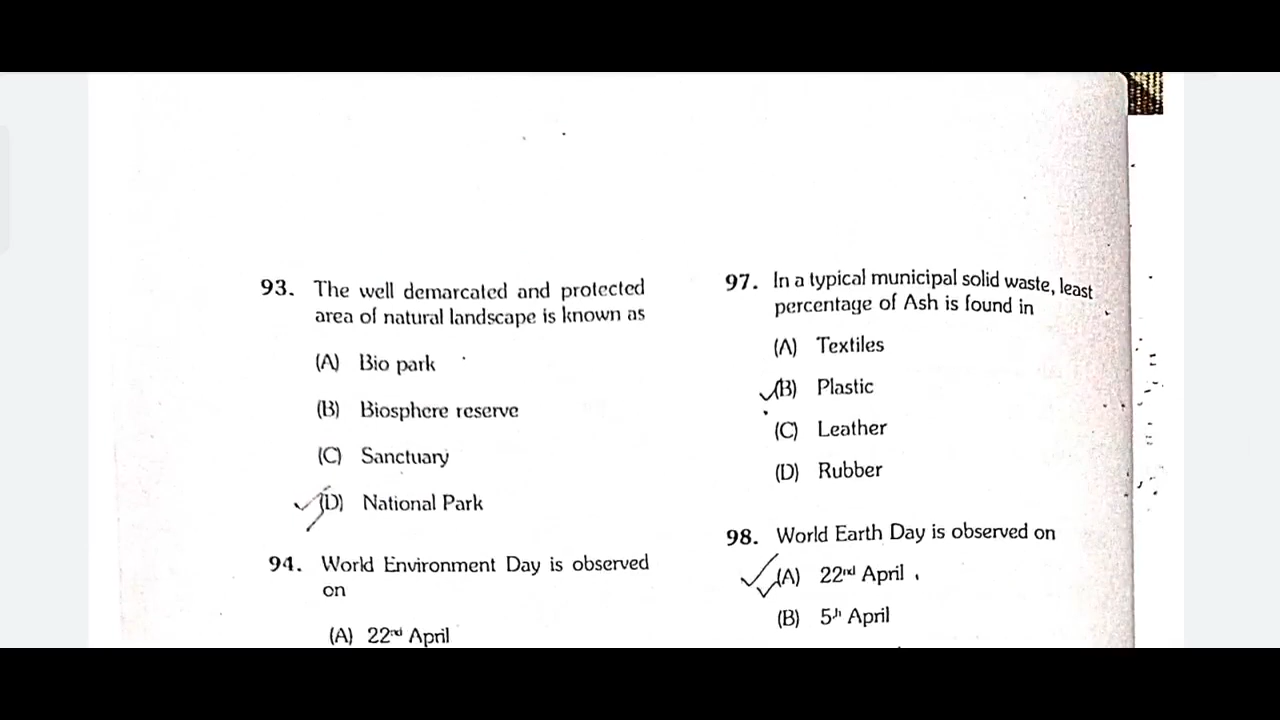 93. The well demarcated and protected
area of natural landscape is known as
(A) Bio park
(B) Biosphere reserve
(C) Sanctuary
(D) National Park
94. World Environment Day is observed
on
(A) 22nd April
97. In a typical municipal solid waste, least
percentage of Ash is found in
(A) Textiles
(B) Plastic
(C) Leather
(D) Rubber
98. World Earth Day is observed on
(A) 22nd April
(B) 5th April